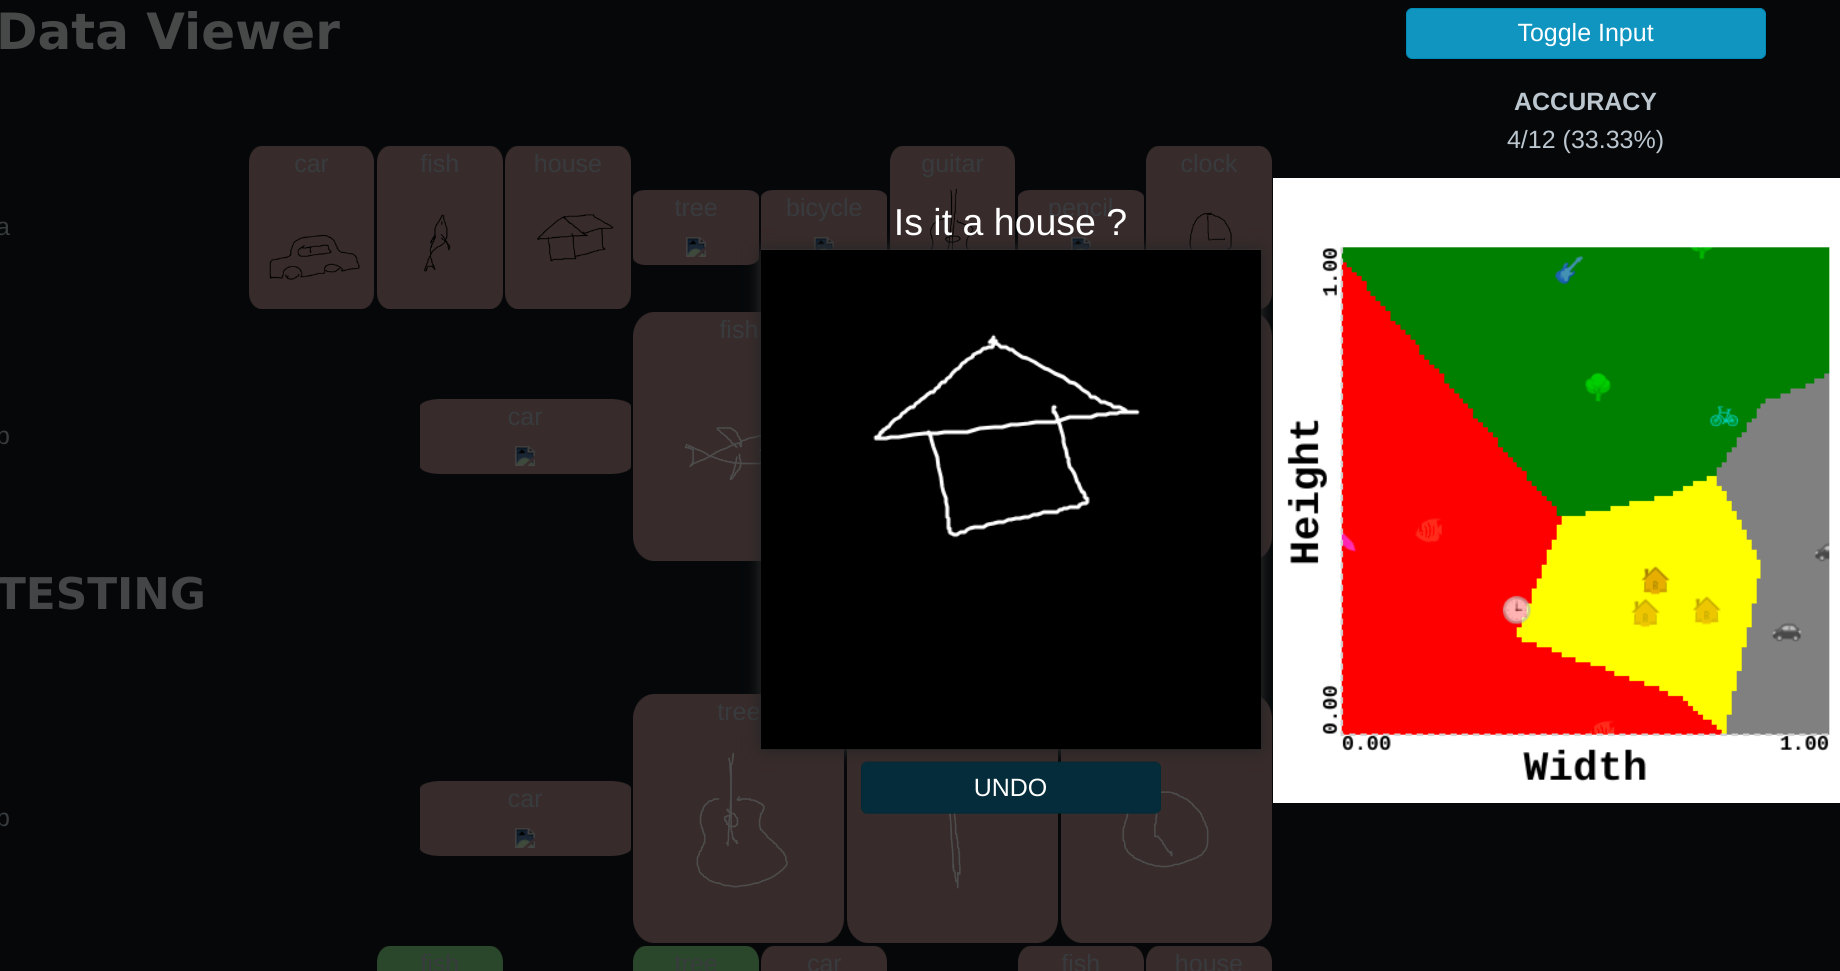 Data Viewer
Toggle Input
ACCURACY
4/12 (33.33%)
car
fish
house
tree
bicycle
guitar
pencil
clock
a
Is it a house ?
fish
car
b
TESTING
tree
car
b
UNDO
car
fish
house
1.00
Height
0.00
0.00
1.00
Width